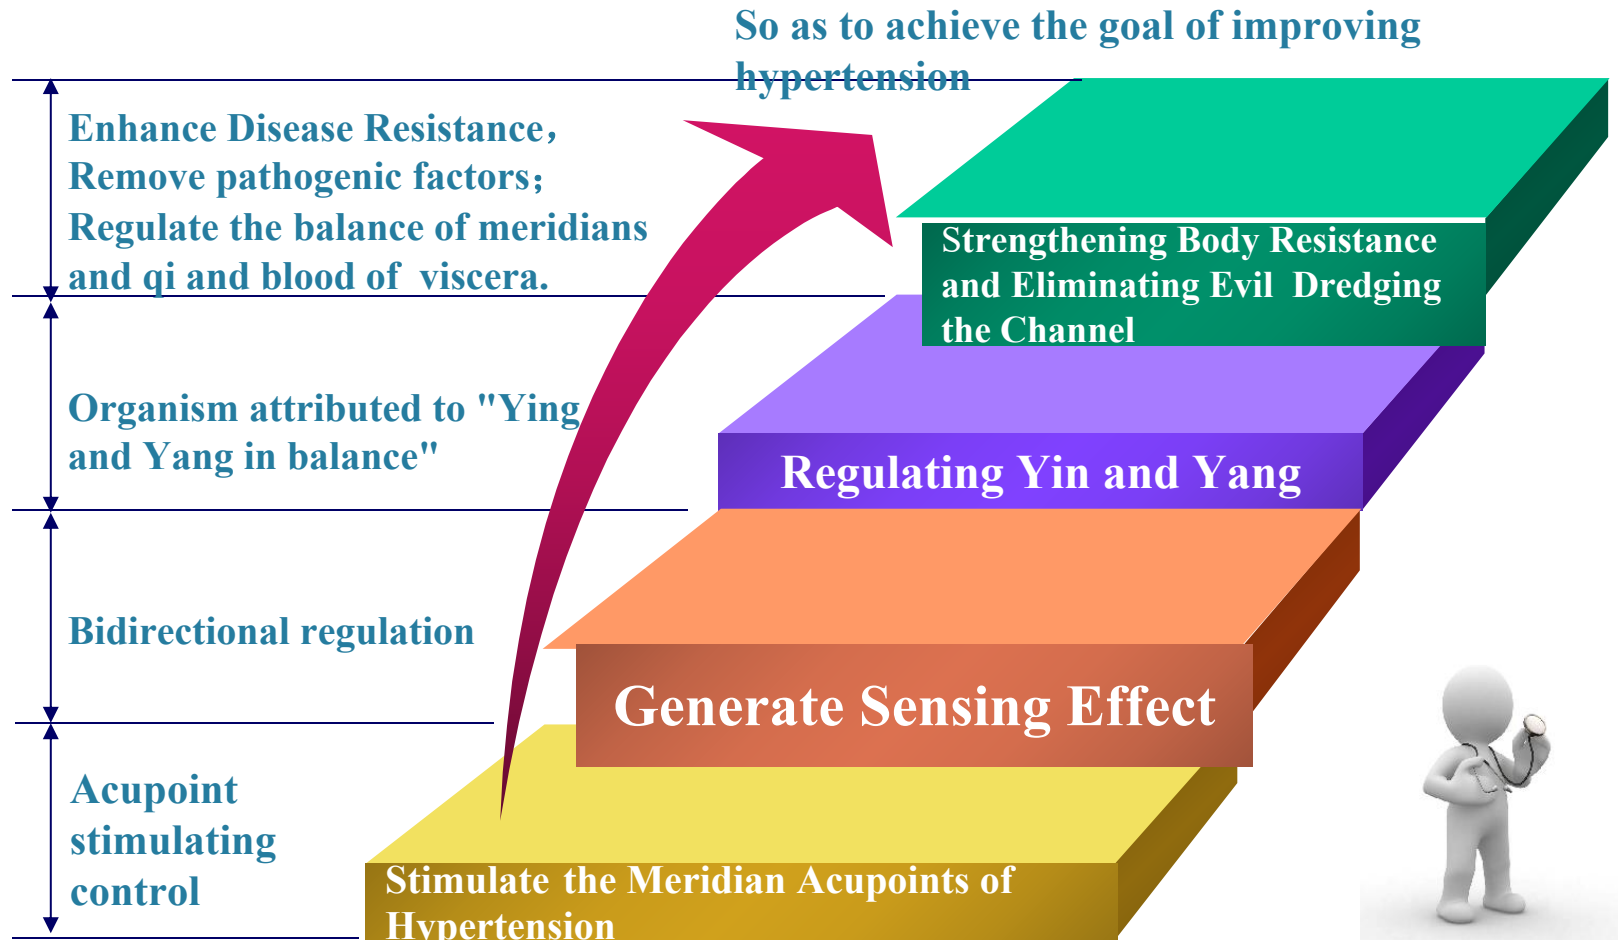 So as to achieve the goal of improving
hypertension
Enhance Disease Resistance，
Remove pathogenic factors；
Regulate the balance of meridians
and qi and blood of viscera.
Strengthening Body Resistance
and Eliminating Evil Dredging
the Channel
Organism attributed to "Ying
and Yang in balance"
Regulating Yin and Yang
Bidirectional regulation
Generate Sensing Effect
Acupoint
stimulating
control
Stimulate the Meridian Acupoints of
Hypertension